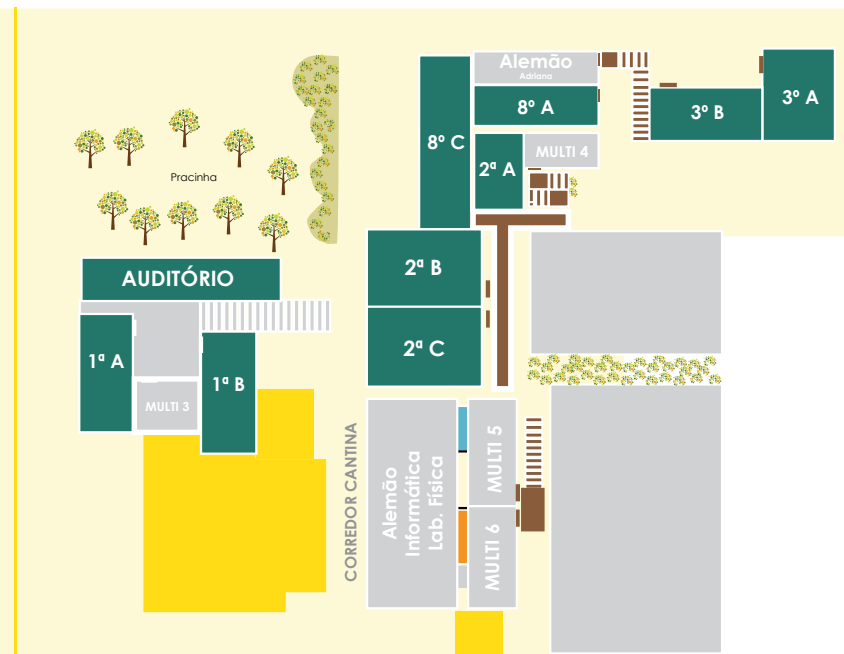 Alemão
Adriana
8º A
8º C
3º B
3º A
2ª A
MULTI 4
Pracinha
AUDITÓRIO
2ª B
2ª C
1ª A
1ª B
MULTI 3
CORREDOR CANTINA
Alemão
Informática
Lab. Física
MULTI 5
MULTI 6